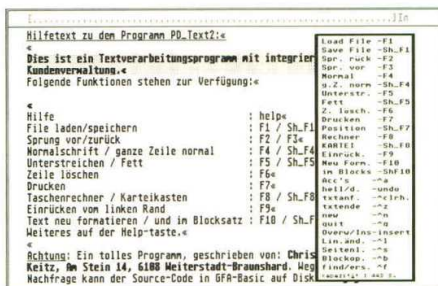 [.......................................................................]In
Hilfetext zu dem Programm PD_Text2:«
«
Dies ist ein Textverarbeitungsprogramm mit integrier
Kundenverwaltung.«
Folgende Funktionen stehen zur Verfügung:«
«
Hilfe : help«
File laden/speichern : F1 / Sh_F1
Sprung vor/zurück : F2 / F3«
Normalschrift / ganze Zeile normal : F4 / Sh_F4
Unterstreichen / Fett : F5 / Sh_F5
Zeile löschen : F6«
Drucken : F7«
Taschenrechner / Karteikasten : F8 / Sh_F8
Einrücken vom linken Rand : F9«
Text neu formatieren / und im Blocksatz : F10 / Sh_F
Weiteres auf der Help-taste.«
«
Achtung: Ein tolles Programm, geschrieben von: Chris
Keitz, Am Stein 14, 6108 Weiterstadt-Braunshard. Weg
Nachfrage kann der Source-Code in GFA-Basic auf Disk
Load File -F1
Save File -Sh_F1
Spr. rück -F2
Spr. vor -F3
Normal -F4
g.Z. norm -Sh_F4
Unterstr. -F5
Fett -Sh_F5
Z. lösch. -F6
Drucken -F7
Position -Sh_F7
Rechner -F8
KARTEI -Sh_F8
Einrück. -F9
Neu Form. -F10
im Blocks -ShF10
Acc's -^a
hell/d. -undo
txtanf. -^clrh.
txtende -^z
new -^n
quit -^q
Overw/Ins-insert
Lin.änd. -^l
Seitenl. -^s
Blockop. -^b
find/ers. -^f